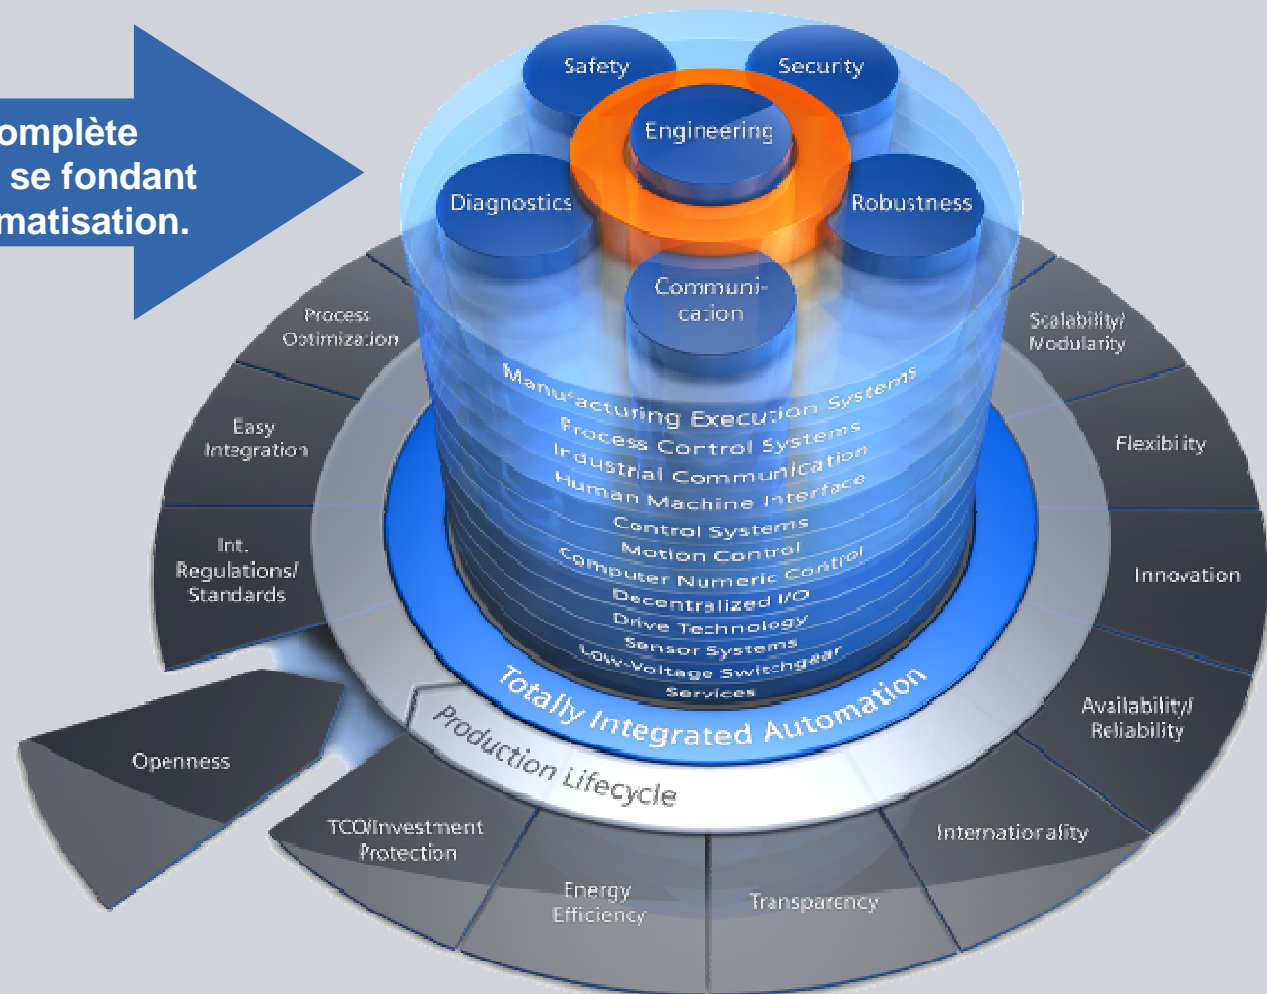 omplète
se fondant
matisation.
Safety
Security
Engineering
Diagnostics
Robustness
Communi-
cation
Process
Optimization
Scalability/
Modularity
Easy
Integration
Flexibility
Int.
Regulations/
Standards
Innovation
Manufacturing Execution Systems
Process Control Systems
Industrial Communication
Human Machine Interface
Control Systems
Motion Control
Computer Numeric Control
Decentralized I/O
Drive Technology
Sensor Systems
Low-Voltage Switchgear
Services
Totally Integrated Automation
Production Lifecycle
Availability/
Reliability
Openness
TCO/Investment
Protection
Internationality
Energy
Efficiency
Transparency